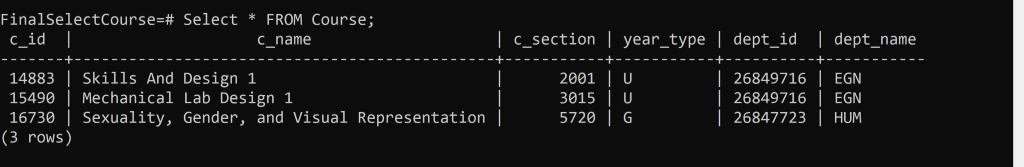 FinalSelectCourse=# Select * FROM Course;
 c_id  |                    c_name                     | c_section | year_type | dept_id  | dept_name
-------+-----------------------------------------------+-----------+-----------+----------+-----------
 14883 | Skills And Design 1                           |      2001 | U         | 26849716 | EGN
 15490 | Mechanical Lab Design 1                       |      3015 | U         | 26849716 | EGN
 16730 | Sexuality, Gender, and Visual Representation  |      5720 | G         | 26847723 | HUM
(3 rows)